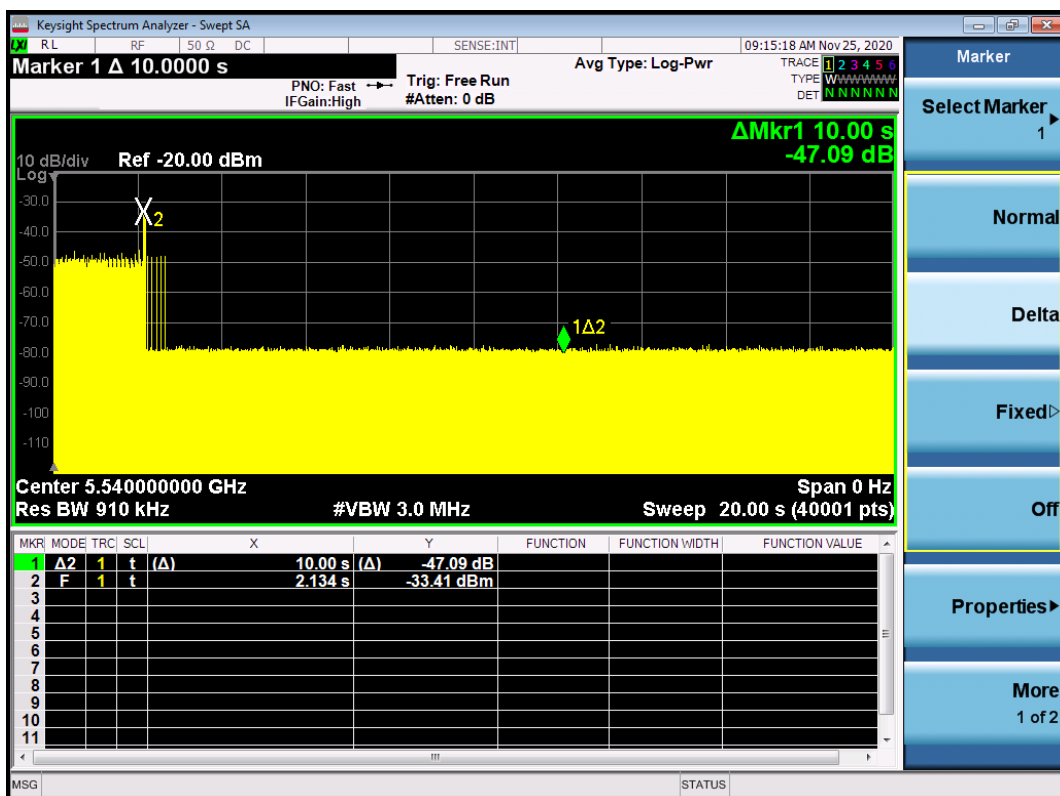 Keysight Spectrum Analyzer - Swept SA
LXI RL RF 50 Ω DC SENSE:INT 09:15:18 AM Nov 25, 2020
Marker 1 Δ 10.0000 s
PNO: Fast
IFGain:High
Trig: Free Run
#Atten: 0 dB
Avg Type: Log-Pwr
TRACE 1 2 3 4 5 6
TYPE WWWWWW
DET N N N N N N
ΔMkr1 10.00 s
-47.09 dB
10 dB/div Ref -20.00 dBm
Log
-30.0
-40.0
-50.0
-60.0
-70.0
-80.0
-90.0
-100
-110
2
1Δ2
Center 5.540000000 GHz Span 0 Hz
Res BW 910 kHz #VBW 3.0 MHz Sweep 20.00 s (40001 pts)
MKR MODE TRC SCL X Y FUNCTION FUNCTION WIDTH FUNCTION VALUE
1 Δ2 1 t (Δ) 10.00 s (Δ) -47.09 dB
2 F 1 t 2.134 s -33.41 dBm
3
4
5
6
7
8
9
10
11
MSG STATUS
Marker
Select Marker
1
Normal
Delta
Fixed
Off
Properties
More
1 of 2